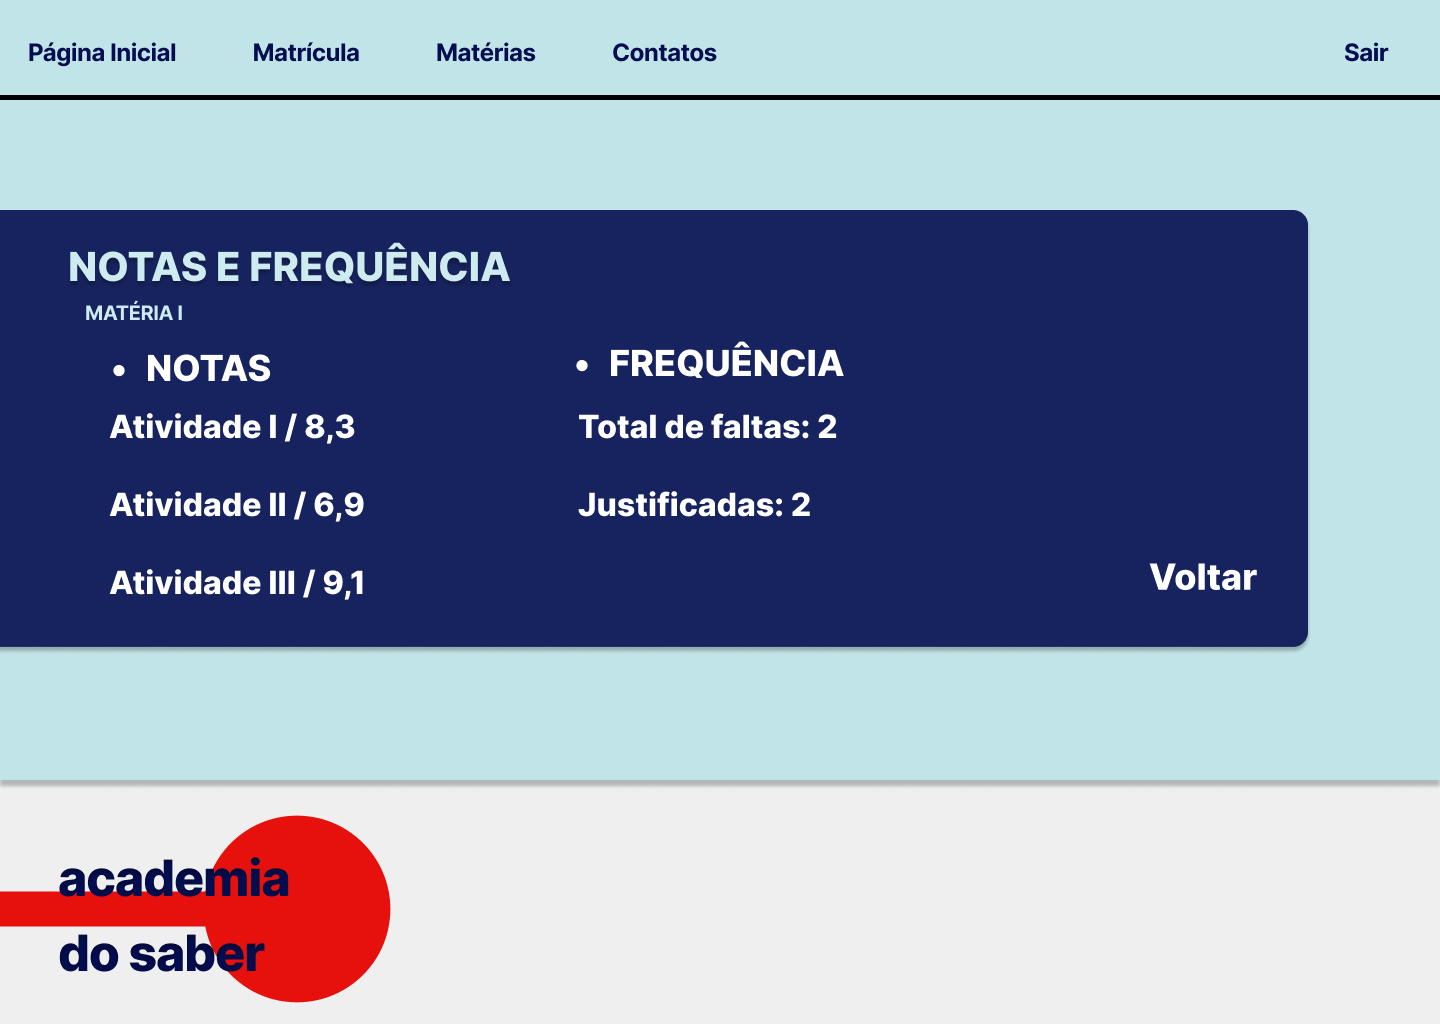 Página Inicial Matrícula Matérias Contatos Sair
NOTAS E FREQUÊNCIA
MATÉRIA I
• NOTAS
Atividade I / 8,3
Atividade II / 6,9
Atividade III / 9,1
• FREQUÊNCIA
Total de faltas: 2
Justificadas: 2
Voltar
academia
do saber